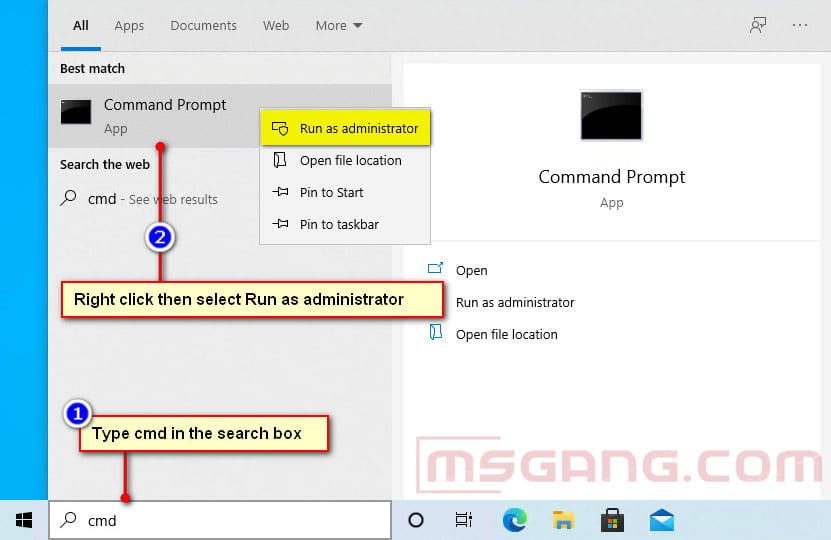 All Apps Documents Web More
Best match
Command Prompt
App
Run as administrator
Open file location
Pin to Start
Pin to taskbar
Search the web
cmd - See web results
2
Right click then select Run as administrator
1
Type cmd in the search box
cmd
Command Prompt
App
Open
Run as administrator
Open file location
msgang.com